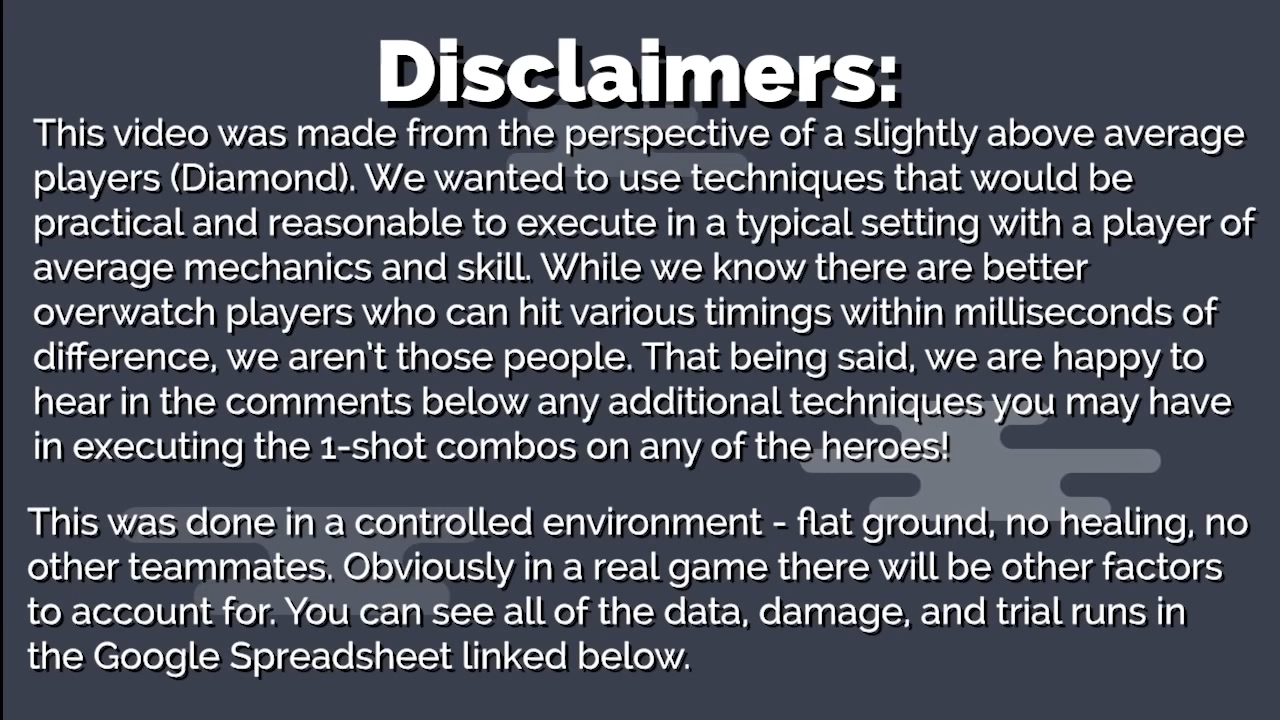 Disclaimers:
This video was made from the perspective of a slightly above average
players (Diamond). We wanted to use techniques that would be
practical and reasonable to execute in a typical setting with a player of
average mechanics and skill. While we know there are better
overwatch players who can hit various timings within milliseconds of
difference, we aren't those people. That being said, we are happy to
hear in the comments below any additional techniques you may have
in executing the 1-shot combos on any of the heroes!
This was done in a controlled environment - flat ground, no healing, no
other teammates. Obviously in a real game there will be other factors
to account for. You can see all of the data, damage, and trial runs in
the Google Spreadsheet linked below.